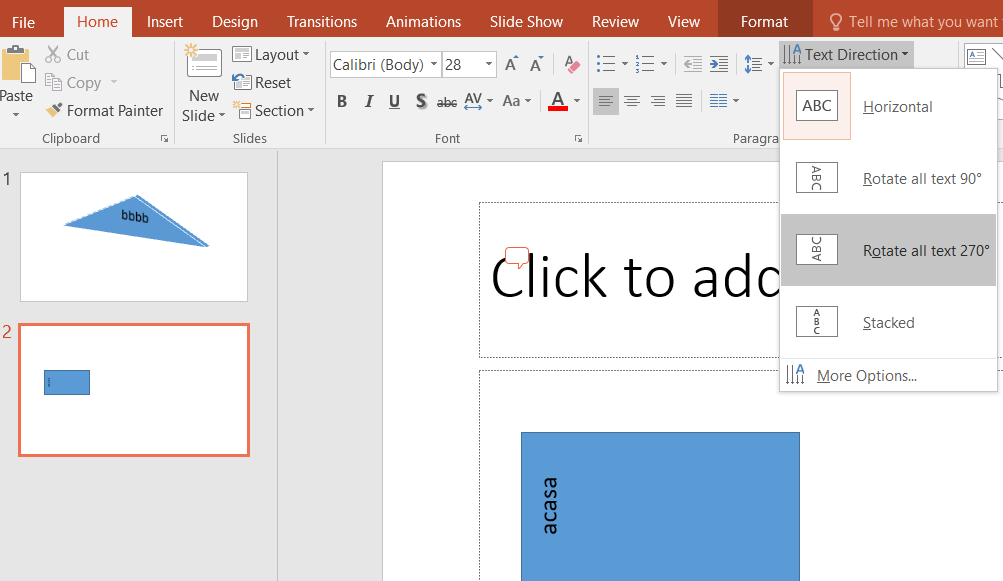 File Home Insert Design Transitions Animations Slide Show Review View Format Tell me what you want
Cut
Copy
Format Painter
Paste
Clipboard
New
Slide
Layout
Reset
Section
Slides
Calibri (Body) 28 A A A
B I U S abc AV Aa A
Font
Text Direction
Paragra
ABC Horizontal
ABC Rotate all text 90°
ABC Rotate all text 270°
ABC Stacked
More Options...
1
bbbb
2
Click to add
acasa